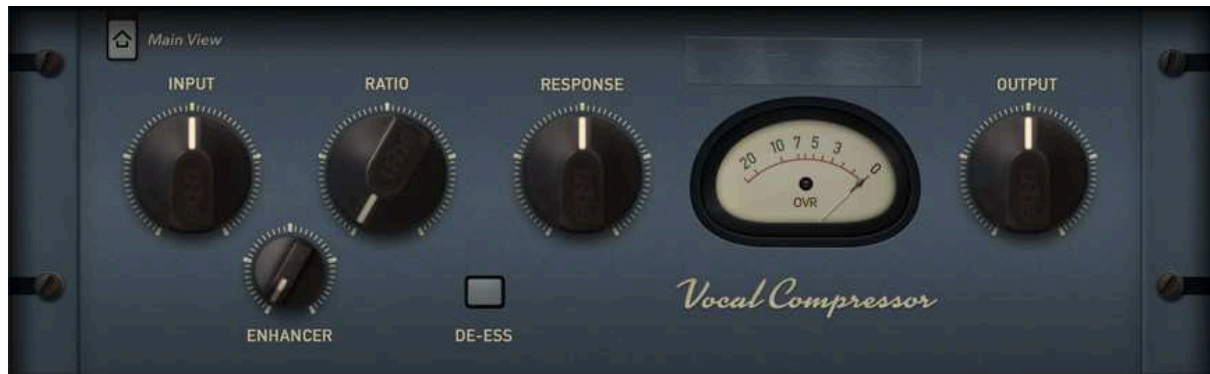 Main View
INPUT
RATIO
RESPONSE
OUTPUT
20 10 7 5 3 0
OVR
Vocal Compressor
ENHANCER
DE-ESS